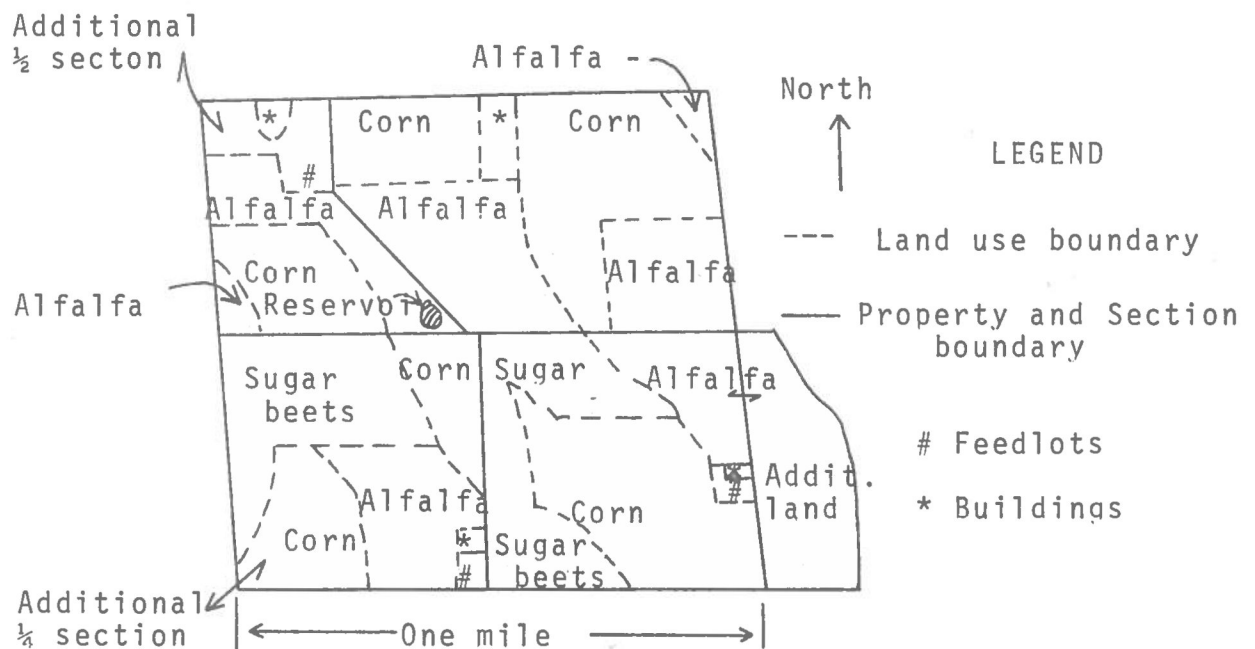 Additional
½ secton
Alfalfa
North
Corn
Corn
LEGEND
Alfalfa
Alfalfa
Land use boundary
Corn
Alfalfa
Alfalfa
Reservor
Property and Section
boundary
Sugar
beets
Corn
Sugar
Alfalfa
# Feedlots
Alfalfa
Addit.
land
* Buildings
Corn
Corn
Sugar
beets
Additional
¼ section
One mile